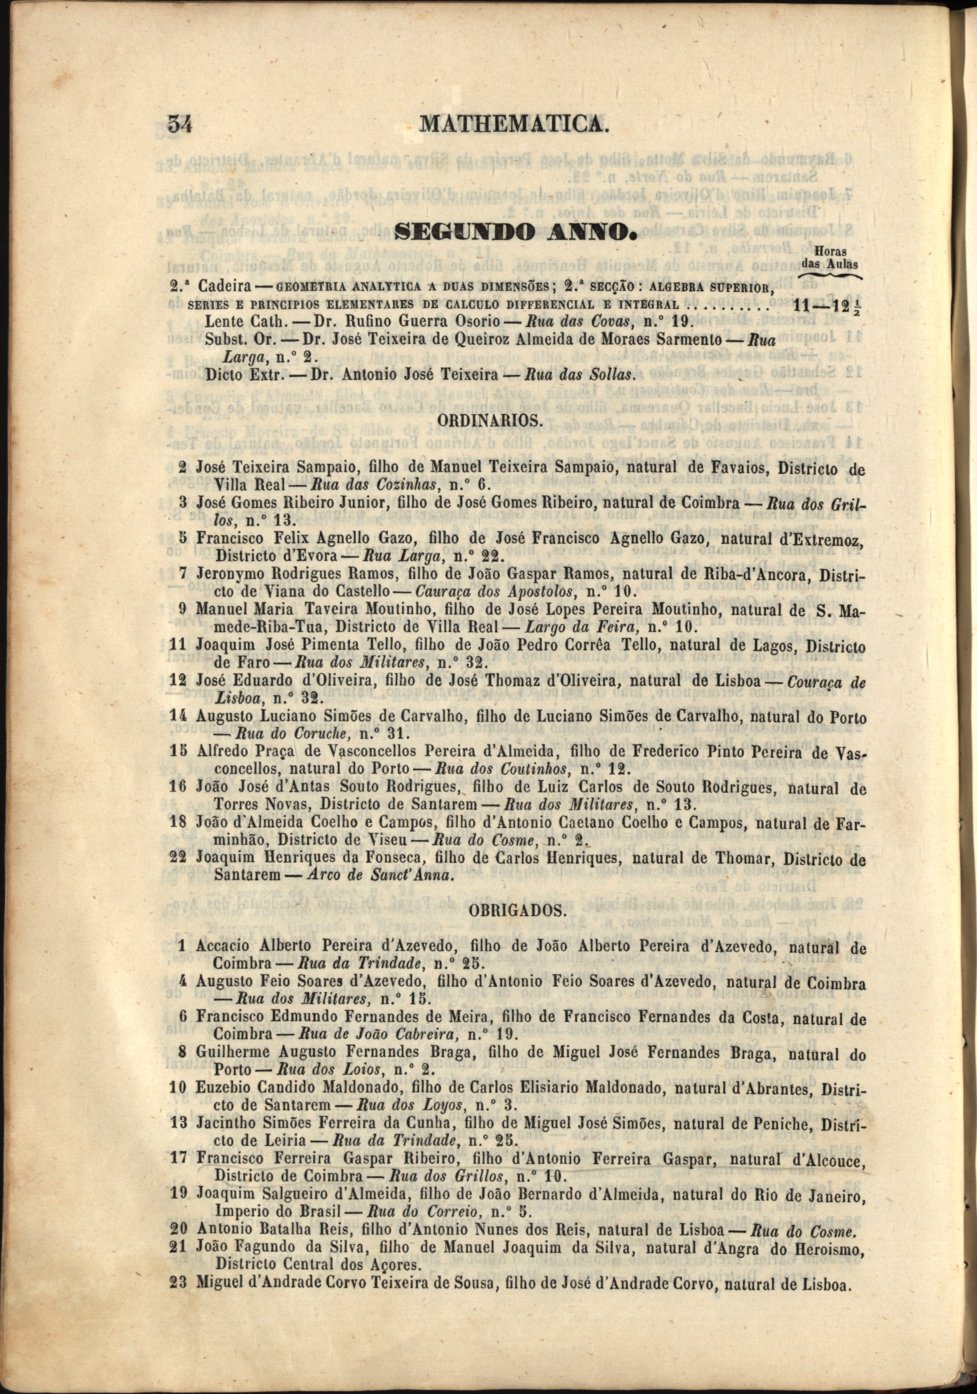 34 MATHEMATICA.
SEGUNDO ANNO.
Horas
das Aulas
2.ª Cadeira — GEOMETRIA ANALYTICA A DUAS DIMENSÕES; 2.ª SECÇÃO: ALGEBRA SUPERIOR,
SERIES E PRINCIPIOS ELEMENTARES DE CALCULO DIFFERENCIAL E INTEGRAL .......... 11—12 ½
Lente Cath. — Dr. Rufino Guerra Osorio — Rua das Covas, n.º 19.
Subst. Or. — Dr. José Teixeira de Queiroz Almeida de Moraes Sarmento — Rua
Larga, n.º 2.
Dicto Extr. — Dr. Antonio José Teixeira — Rua das Sollas.
ORDINARIOS.
2 José Teixeira Sampaio, filho de Manuel Teixeira Sampaio, natural de Favaios, Districto de
Villa Real — Rua das Cozinhas, n.º 6.
3 José Gomes Ribeiro Junior, filho de José Gomes Ribeiro, natural de Coimbra — Rua dos Gril-
los, n.º 13.
5 Francisco Felix Agnello Gazo, filho de José Francisco Agnello Gazo, natural d'Extremoz,
Districto d'Evora — Rua Larga, n.º 22.
7 Jeronymo Rodrigues Ramos, filho de João Gaspar Ramos, natural de Riba-d'Ancora, Distri-
cto de Viana do Castello — Cauraça dos Apostolos, n.º 10.
9 Manuel Maria Taveira Moutinho, filho de José Lopes Pereira Moutinho, natural de S. Ma-
mede-Riba-Tua, Districto de Villa Real — Largo da Feira, n.º 10.
11 Joaquim José Pimenta Tello, filho de João Pedro Corrêa Tello, natural de Lagos, Districto
de Faro — Rua dos Militares, n.º 32.
12 José Eduardo d'Oliveira, filho de José Thomaz d'Oliveira, natural de Lisboa — Couraça de
Lisboa, n.º 32.
14 Augusto Luciano Simões de Carvalho, filho de Luciano Simões de Carvalho, natural do Porto
— Rua do Coruche, n.º 31.
15 Alfredo Praça de Vasconcellos Pereira d'Almeida, filho de Frederico Pinto Pereira de Vas-
concellos, natural do Porto — Rua dos Coutinhos, n.º 12.
16 João José d'Antas Souto Rodrigues, filho de Luiz Carlos de Souto Rodrigues, natural de
Torres Novas, Districto de Santarem — Rua dos Militares, n.º 13.
18 João d'Almeida Coelho e Campos, filho d'Antonio Caetano Coelho e Campos, natural de Far-
minhão, Districto de Viseu — Rua do Cosme, n.º 2.
22 Joaquim Henriques da Fonseca, filho de Carlos Henriques, natural de Thomar, Districto de
Santarem — Arco de Sanct'Anna.
OBRIGADOS.
1 Accacio Alberto Pereira d'Azevedo, filho de João Alberto Pereira d'Azevedo, natural de
Coimbra — Rua da Trindade, n.º 25.
4 Augusto Feio Soares d'Azevedo, filho d'Antonio Feio Soares d'Azevedo, natural de Coimbra
— Rua dos Militares, n.º 15.
6 Francisco Edmundo Fernandes de Meira, filho de Francisco Fernandes da Costa, natural de
Coimbra — Rua de João Cabreira, n.º 19.
8 Guilherme Augusto Fernandes Braga, filho de Miguel José Fernandes Braga, natural do
Porto — Rua dos Loios, n.º 2.
10 Euzebio Candido Maldonado, filho de Carlos Elisiario Maldonado, natural d'Abrantes, Distri-
cto de Santarem — Rua dos Loyos, n.º 3.
13 Jacintho Simões Ferreira da Cunha, filho de Miguel José Simões, natural de Peniche, Distri-
cto de Leiria — Rua da Trindade, n.º 25.
17 Francisco Ferreira Gaspar Ribeiro, filho d'Antonio Ferreira Gaspar, natural d'Alcouce,
Districto de Coimbra — Rua dos Grillos, n.º 10.
19 Joaquim Salgueiro d'Almeida, filho de João Bernardo d'Almeida, natural do Rio de Janeiro,
Imperio do Brasil — Rua do Correio, n.º 5.
20 Antonio Batalha Reis, filho d'Antonio Nunes dos Reis, natural de Lisboa — Rua do Cosme.
21 João Fagundo da Silva, filho de Manuel Joaquim da Silva, natural d'Angra do Heroismo,
Districto Central dos Açores.
23 Miguel d'Andrade Corvo Teixeira de Sousa, filho de José d'Andrade Corvo, natural de Lisboa.